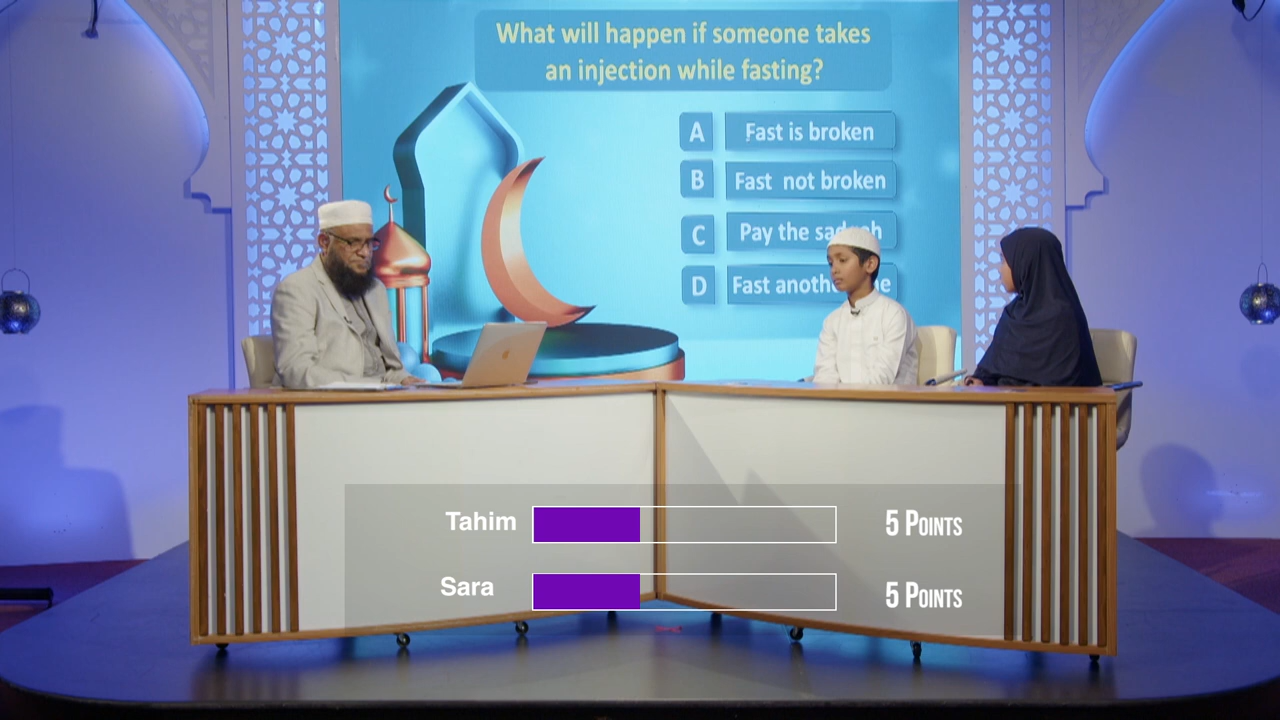 What will happen if someone takes
an injection while fasting?
A Fast is broken
B Fast not broken
C Pay the
D Fast
Tahim 5 POINTS
Sara 5 POINTS